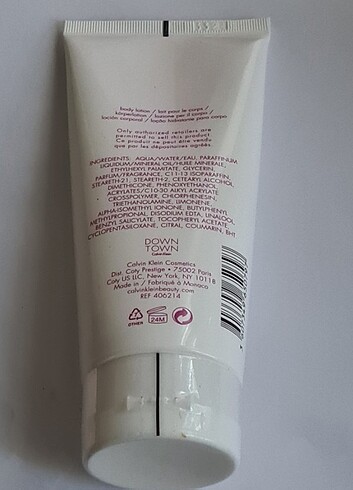 body lotion / lait pour le corps /
körperlotion / lozione per il corpo /
loción corporal / loção hidratante para corpo
Only authorized retailers are
permitted to sell this product
Ce produit ne peut être vendu
que par les dépositaires agréés
INGREDIENTS: AQUA/WATER/EAU, PARAFFINUM
LIQUIDUM/MINERAL OIL/HUILE MINERALE,
ETHYLHEXYL PALMITATE, GLYCERIN,
PARFUM/FRAGRANCE, C11-13 ISOPARAFFIN,
STEARETH-21, STEARETH-2, CETEARYL ALCOHOL,
DIMETHICONE, PHENOXYETHANOL,
ACRYLATES/C10-30 ALKYL ACRYLATE
CROSSPOLYMER, CHLORPHENESIN,
TRIETHANOLAMINE, LIMONENE,
ALPHA-ISOMETHYL IONONE, BUTYLPHENYL
METHYLPROPIONAL, DISODIUM EDTA, LINALOOL,
BENZYL SALICYLATE, TOCOPHERYL ACETATE,
CYCLOPENTASILOXANE, CITRAL, COUMARIN, BHT
DOWN
TOWN
Calvin Klein
Calvin Klein Cosmetics
Dist. Coty Prestige • 75002 Paris
Coty US LLC, New York, NY 10118
Made in / Fabriqué à Monaco
calvinkleinbeauty.com
REF 406214
7
OTHER
24M